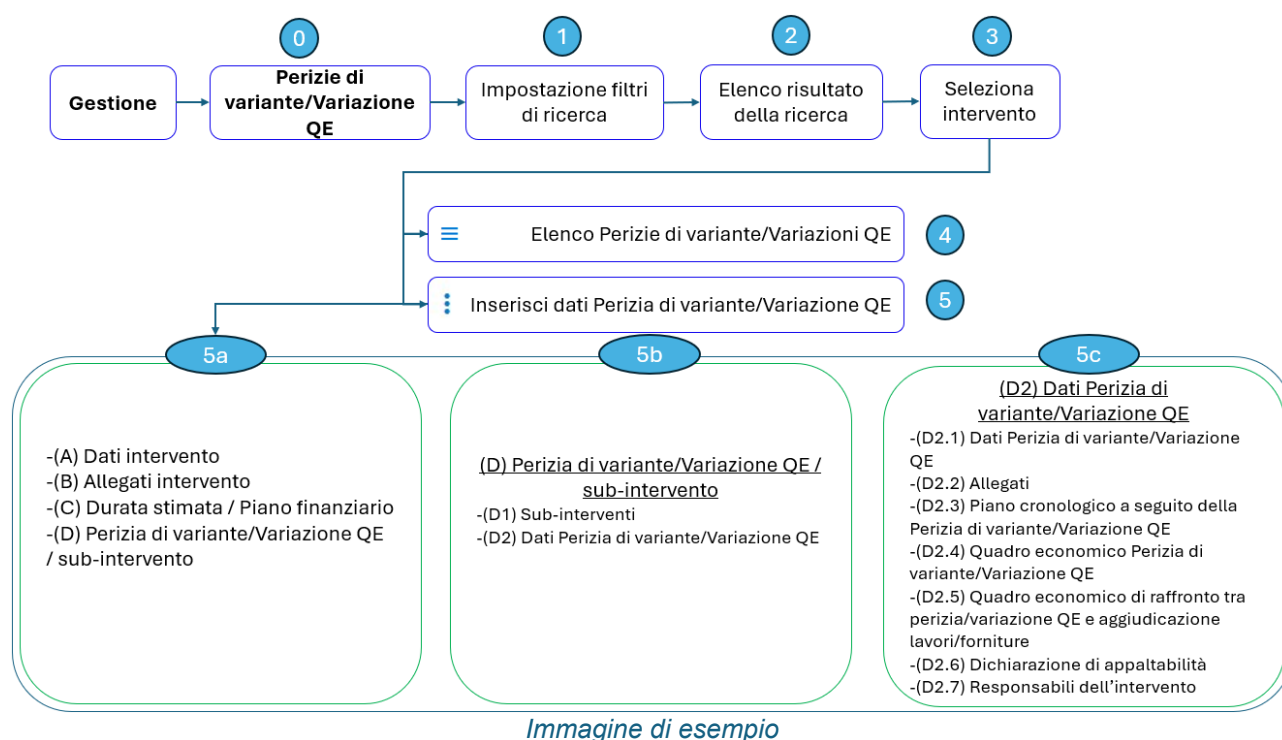 0
1
2
3
Gestione
Perizie di
variante/Variazione
QE
Impostazione filtri
di ricerca
Elenco risultato
della ricerca
Seleziona
intervento
Elenco Perizie di variante/Variazioni QE
4
Inserisci dati Perizia di variante/Variazione QE
5
5a
-(A) Dati intervento
-(B) Allegati intervento
-(C) Durata stimata / Piano finanziario
-(D) Perizia di variante/Variazione QE
/ sub-intervento
5b
(D) Perizia di variante/Variazione QE /
sub-intervento
-(D1) Sub-interventi
-(D2) Dati Perizia di variante/Variazione QE
5c
(D2) Dati Perizia di
variante/Variazione QE
-(D2.1) Dati Perizia di variante/Variazione
QE
-(D2.2) Allegati
-(D2.3) Piano cronologico a seguito della
Perizia di variante/Variazione QE
-(D2.4) Quadro economico Perizia di
variante/Variazione QE
-(D2.5) Quadro economico di raffronto tra
perizia/variazione QE e aggiudicazione
lavori/forniture
-(D2.6) Dichiarazione di appaltabilità
-(D2.7) Responsabili dell’intervento
Immagine di esempio